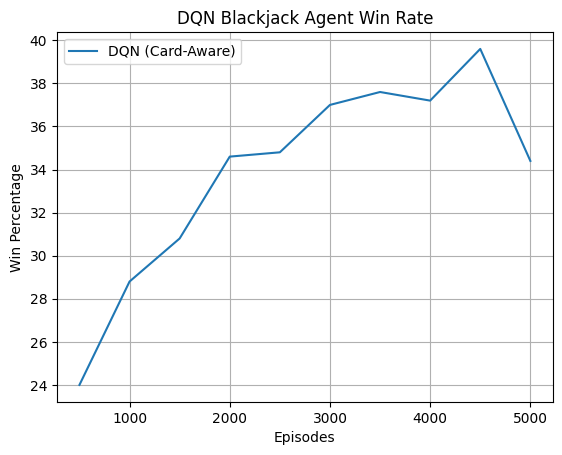 DQN Blackjack Agent Win Rate
DQN (Card-Aware)
40
38
36
34
32
30
28
26
24
Win Percentage
1000 2000 3000 4000 5000
Episodes